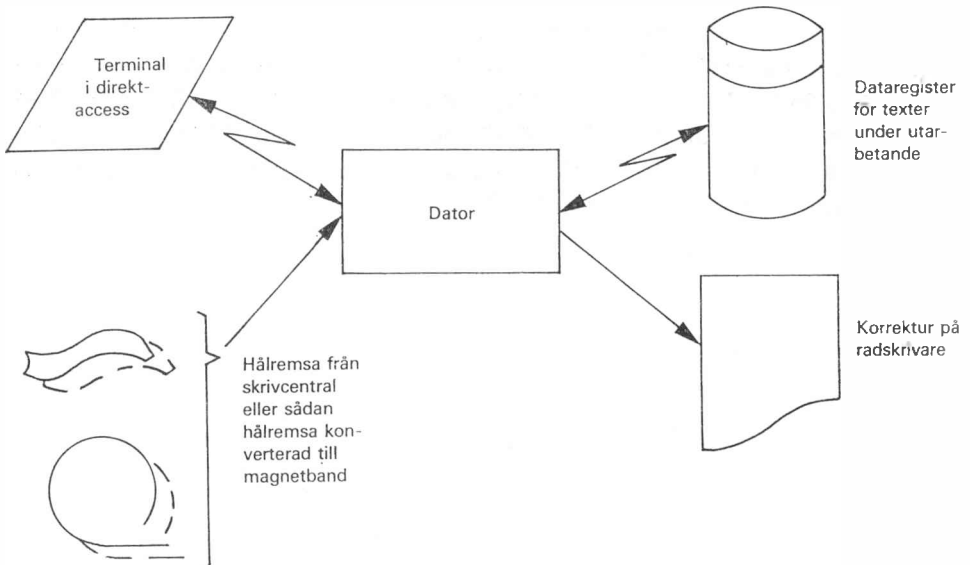 Terminal
i direkt-
access
Dator
Dataregister
för texter
under utar-
betande
Hålremsa från
skrivcentral
eller sådan
hålremsa kon-
verterad till
magnetband
Korrektur på
radskrivare